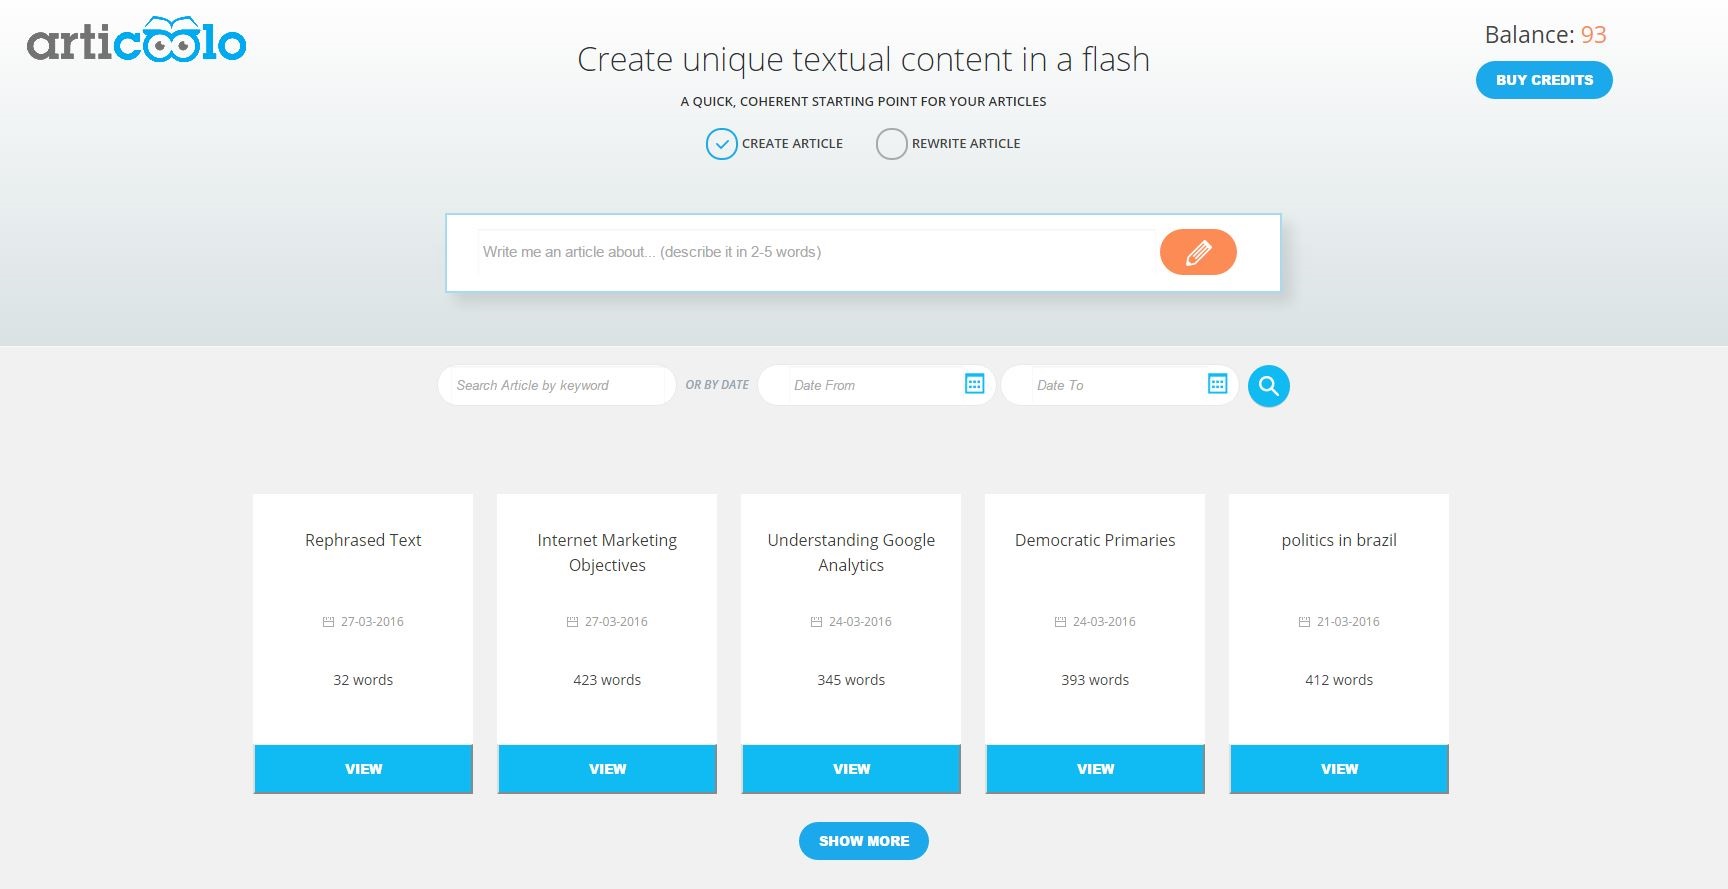 articoolo
Balance: 93
Create unique textual content in a flash
BUY CREDITS
A QUICK, COHERENT STARTING POINT FOR YOUR ARTICLES
CREATE ARTICLE
REWRITE ARTICLE
Write me an article about... (describe it in 2-5 words)
Search Article by keyword
OR BY DATE
Date From
Date To
Rephrased Text
27-03-2016
32 words
VIEW
Internet Marketing
Objectives
27-03-2016
423 words
VIEW
Understanding Google
Analytics
24-03-2016
345 words
VIEW
Democratic Primaries
24-03-2016
393 words
VIEW
politics in brazil
21-03-2016
412 words
VIEW
SHOW MORE